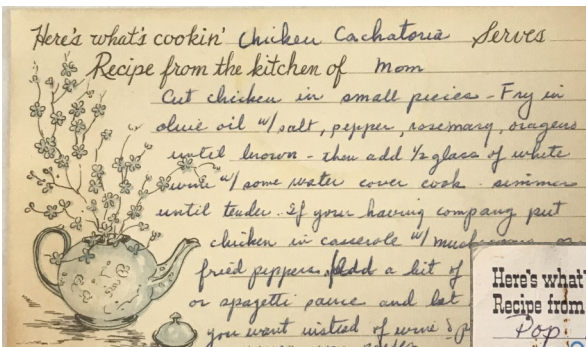 Here's what's cookin' Chicken Cachatoria Serves
Recipe from the kitchen of Mom
Cut chicken in small pieces - Fry in
olive oil w/ salt, pepper, rosemary, oragens
until brown - then add 1/2 glass of white
wine w/ some water cover cook simmer
until tender. If you having company put
chicken in casserole w/ mushrooms or
fried peppers. Add a bit of
or spagetti sauce and let
you want instead of wine
Here's what'
Recipe from
Pop